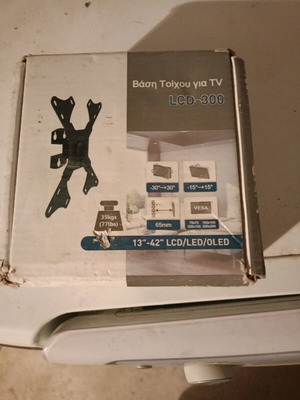 Βάση Τοίχου για TV
LCD-300
-30°~+30°
-15°~15°
35kgs
(77lbs)
65mm
VESA
13"-42" LCD/LED/OLED